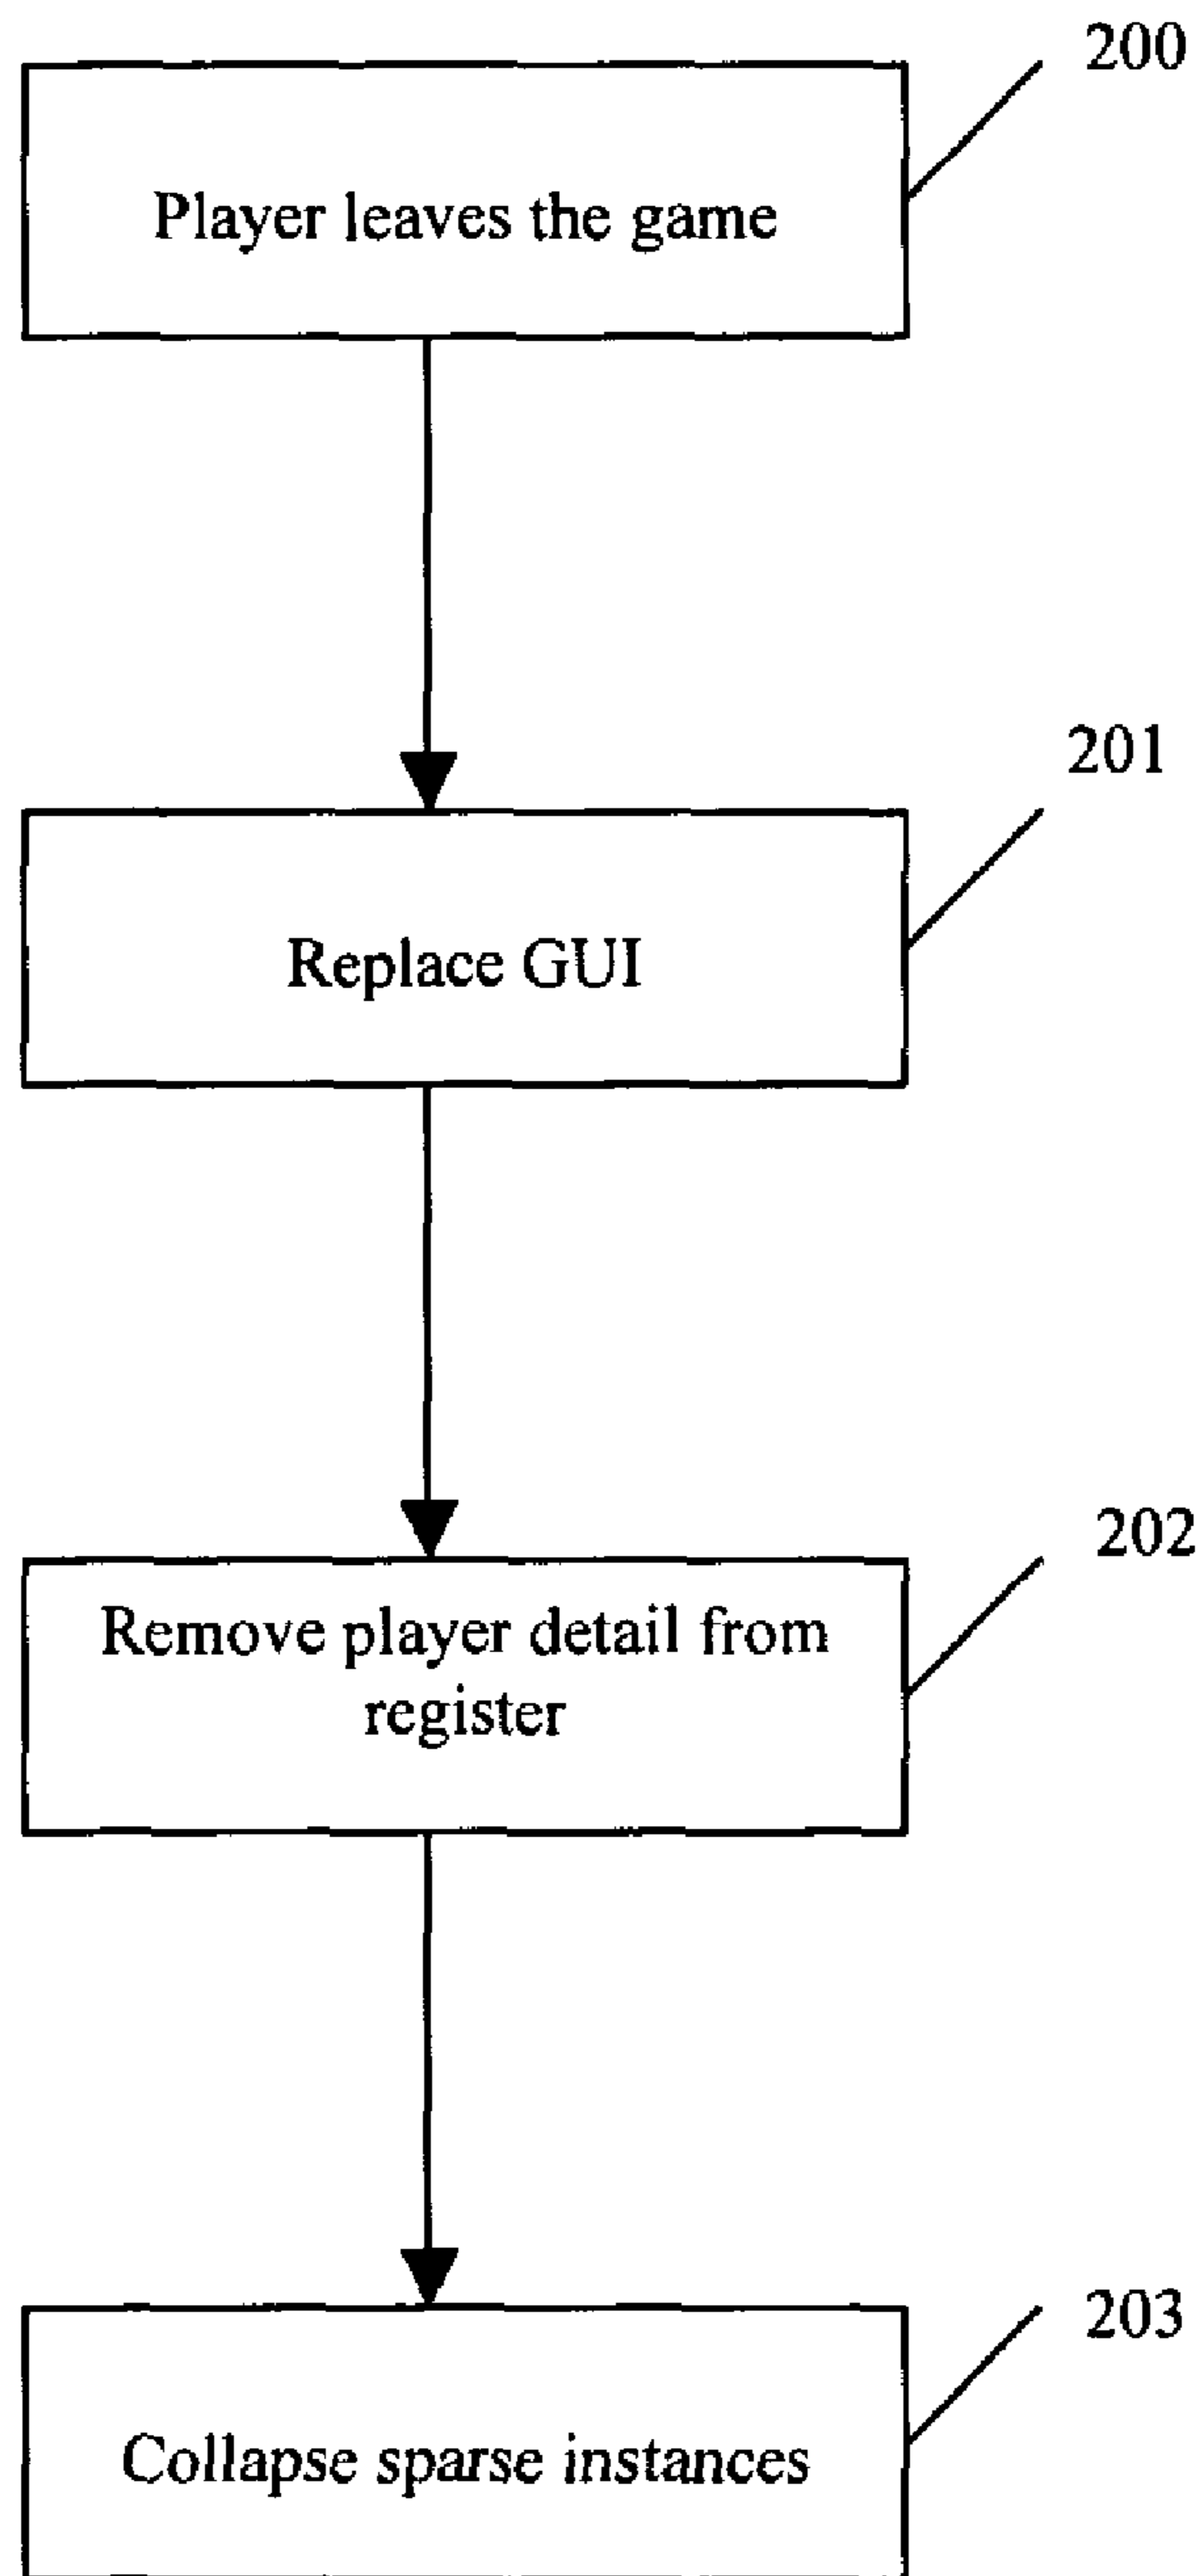 200
Player leaves the game
201
Replace GUI
202
Remove player detail from
register
203
Collapse sparse instances